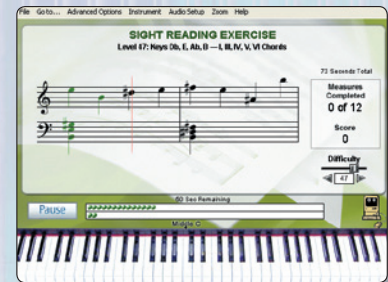 File Go to... Advanced Options Instrument Audio Setup Zoom Help
SIGHT READING EXERCISE
Level 47: Keys Db, E, Ab, B — I, III, IV, V, VI Chords
73 Seconds Total
Measures
Completed
0 of 12
Score
0
Difficulty
47
60 Sec Remaining
Pause
Middle C